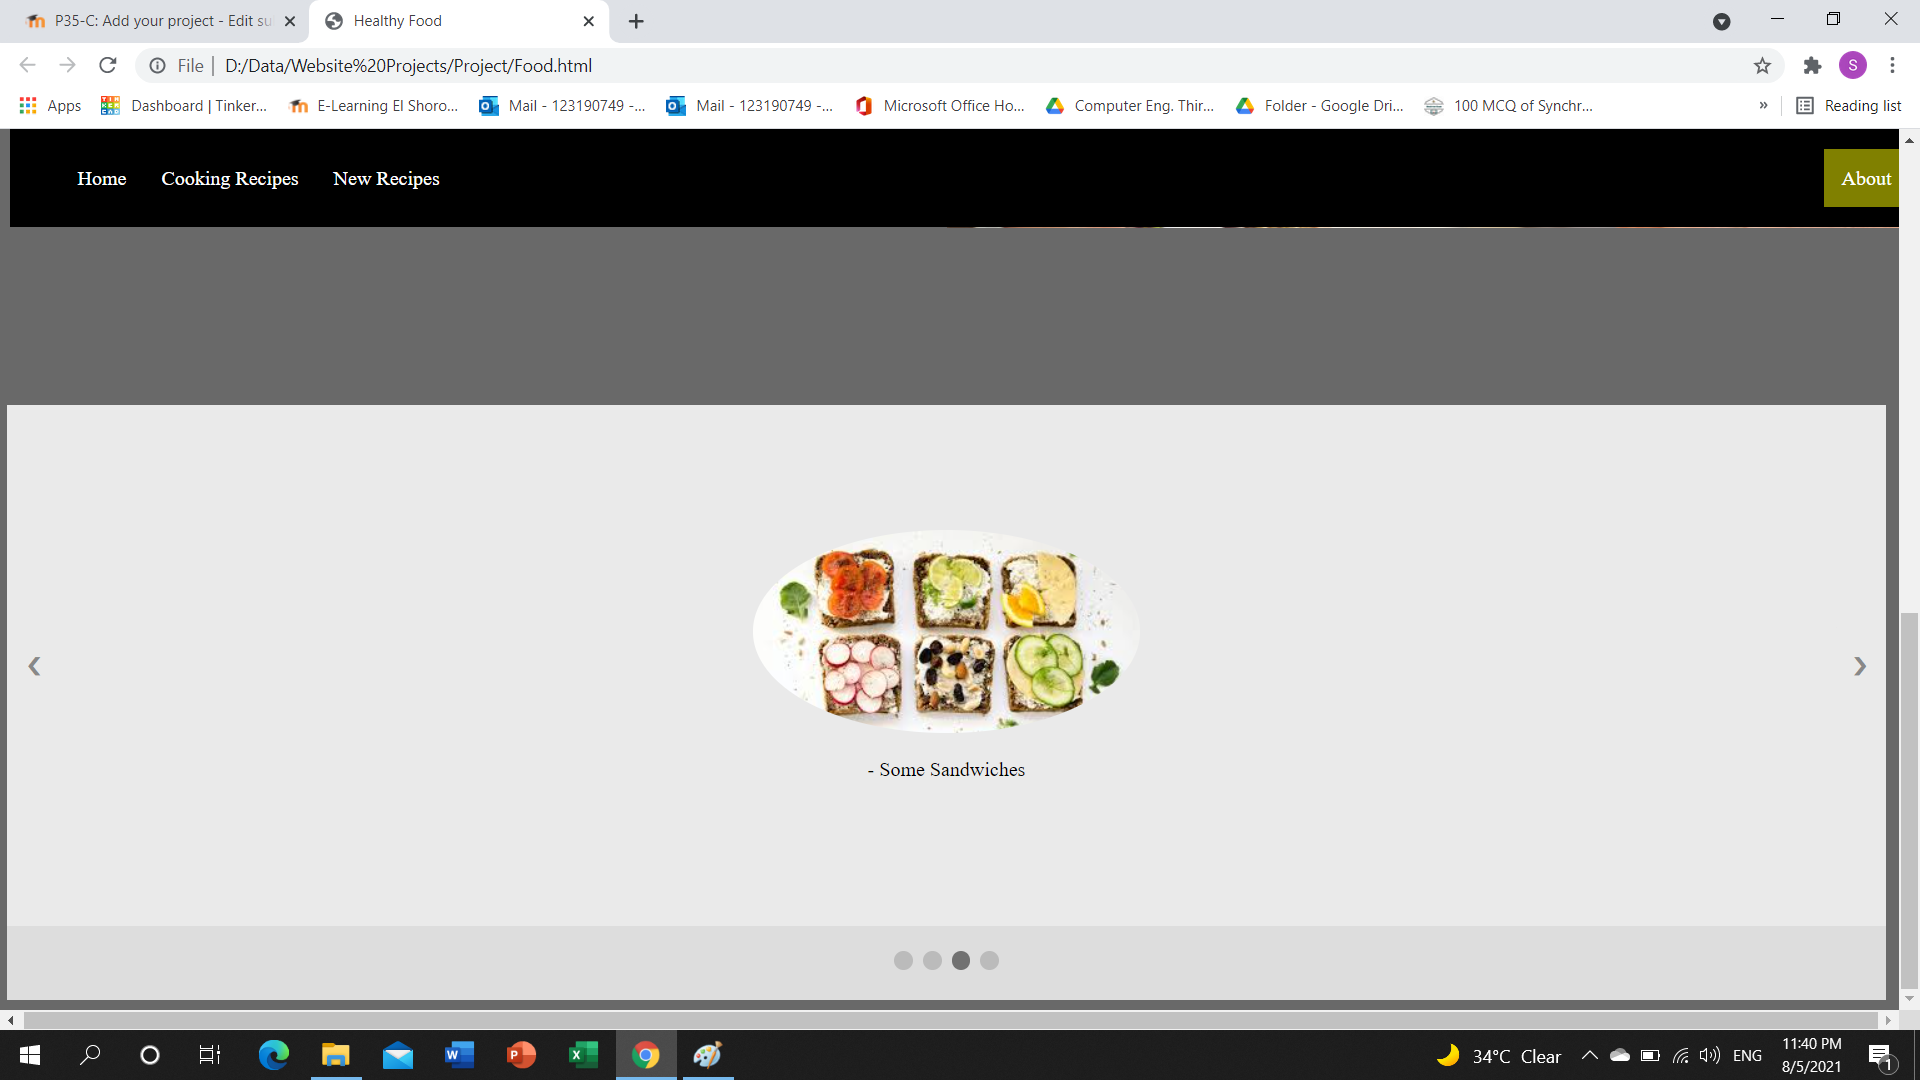 P35-C: Add your project - Edit su
Healthy Food
File | D:/Data/Website%20Projects/Project/Food.html
S
Apps
Dashboard | Tinker...
E-Learning El Shoro...
Mail - 123190749 -...
Mail - 123190749 -...
Microsoft Office Ho...
Computer Eng. Thir...
Folder - Google Dri...
100 MCQ of Synchr...
»
Reading list
Home
Cooking Recipes
New Recipes
About
❮
❯
- Some Sandwiches
34°C Clear
ENG
11:40 PM
8/5/2021
1